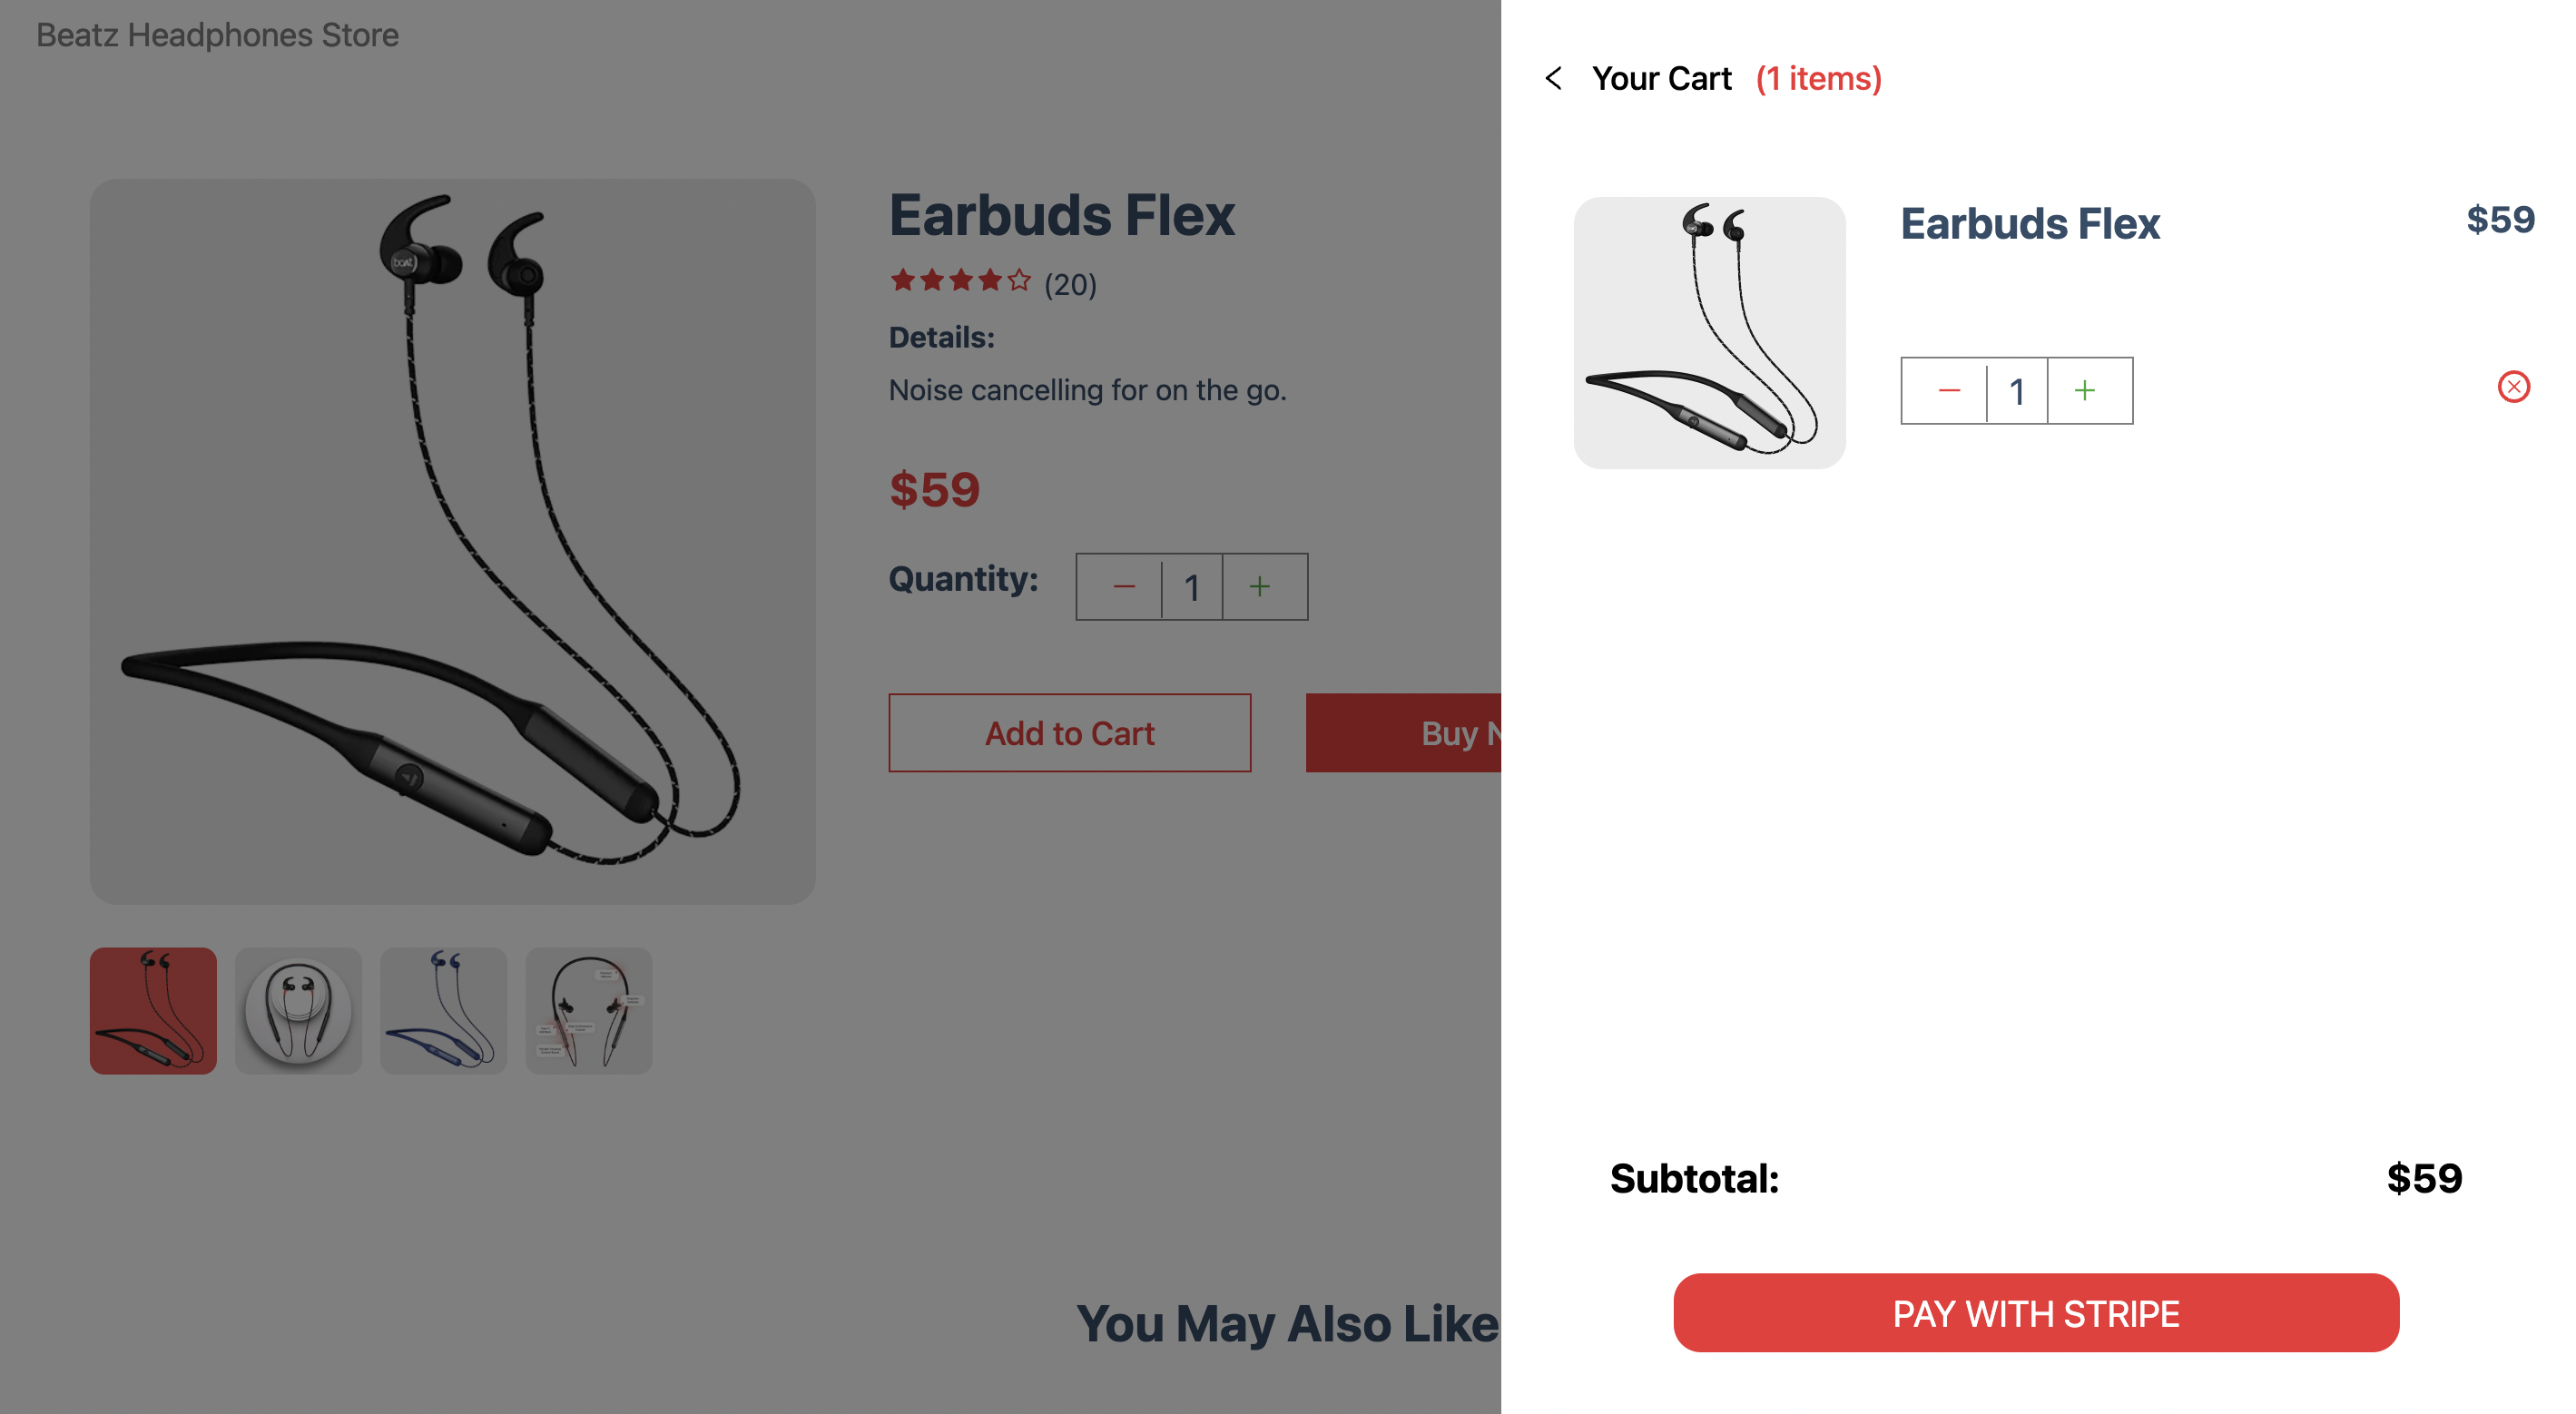 Beatz Headphones Store
Earbuds Flex
(20)
Details:
Noise cancelling for on the go.
$59
Quantity:
1
Add to Cart
Buy N
You May Also Like
Your Cart (1 items)
Earbuds Flex
$59
1
Subtotal:
$59
PAY WITH STRIPE